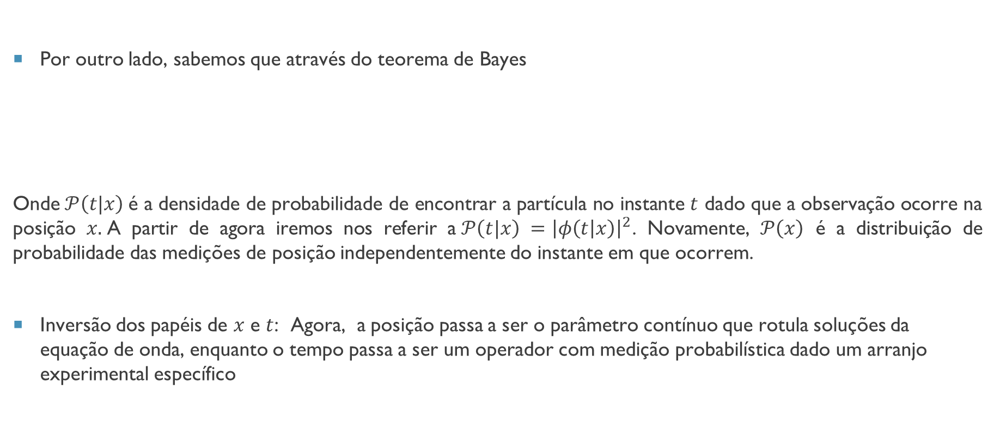 ▪ Por outro lado, sabemos que através do teorema de Bayes
Onde 𝒫(t|x) é a densidade de probabilidade de encontrar a partícula no instante t dado que a observação ocorre na
posição x. A partir de agora iremos nos referir a 𝒫(t|x) = |ϕ(t|x)|². Novamente, 𝒫(x) é a distribuição de
probabilidade das medições de posição independentemente do instante em que ocorrem.
▪ Inversão dos papéis de x e t: Agora, a posição passa a ser o parâmetro contínuo que rotula soluções da
equação de onda, enquanto o tempo passa a ser um operador com medição probabilística dado um arranjo
experimental específico